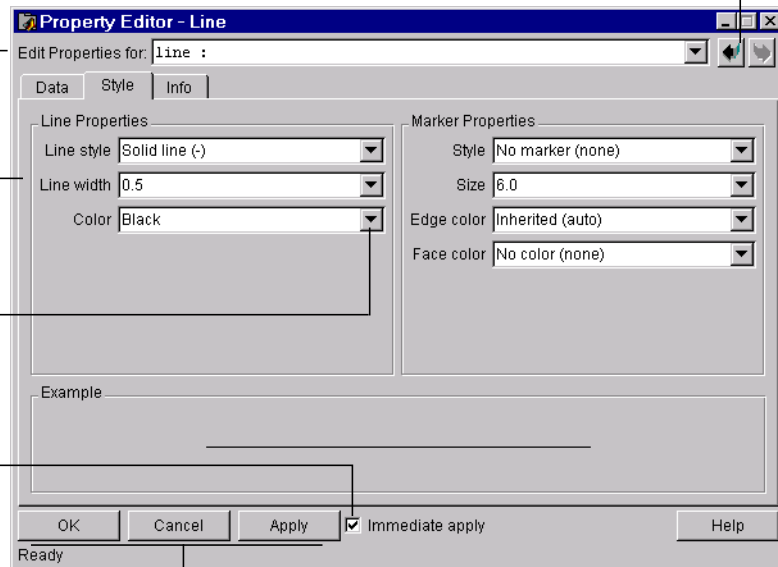 Property Editor - Line
Edit Properties for: line :
Data Style Info
Line Properties
Line style Solid line (-)
Line width 0.5
Color Black
Marker Properties
Style No marker (none)
Size 6.0
Edge color Inherited (auto)
Face color No color (none)
Example
OK Cancel Apply Immediate apply Help
Ready